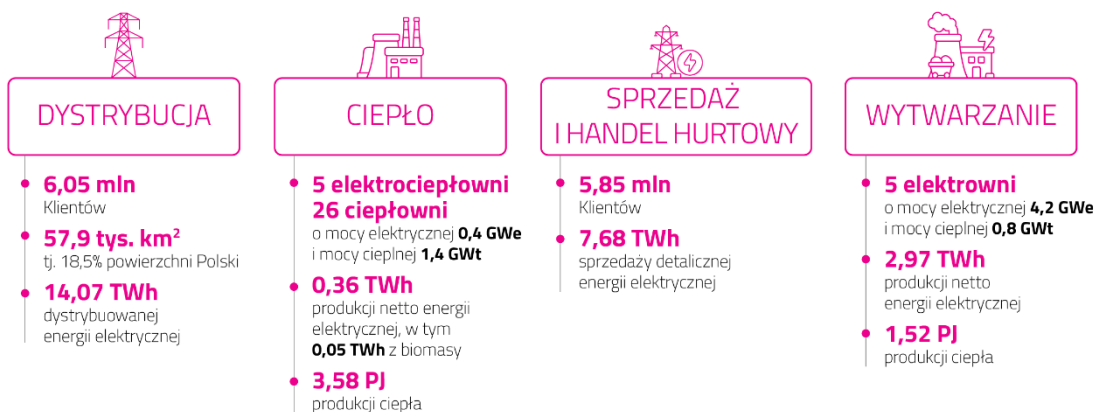 DYSTRYBUCJA
6,05 mln
Klientów
57,9 tys. km²
tj. 18,5% powierzchni Polski
14,07 TWh
dystrybuowanej
energii elektrycznej
CIEPŁO
5 elektrociepłowni
26 ciepłowni
o mocy elektrycznej 0,4 GWe
i mocy cieplnej 1,4 GWt
0,36 TWh
produkcji netto energii
elektrycznej, w tym
0,05 TWh z biomasy
3,58 PJ
produkcji ciepła
SPRZEDAŻ
I HANDEL HURTOWY
5,85 mln
Klientów
7,68 TWh
sprzedaży detalicznej
energii elektrycznej
WYTWARZANIE
5 elektrowni
o mocy elektrycznej 4,2 GWe
i mocy cieplnej 0,8 GWt
2,97 TWh
produkcji netto
energii elektrycznej
1,52 PJ
produkcji ciepła